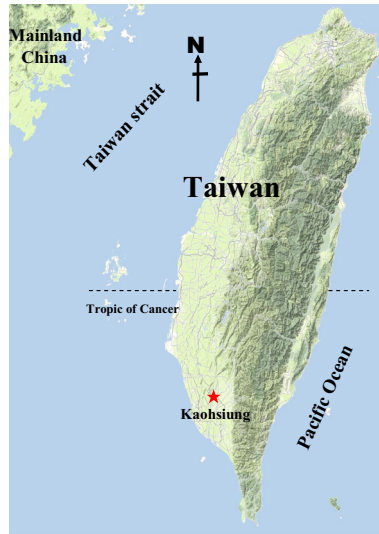 Mainland
China
N
Taiwan strait
Taiwan
Tropic of Cancer
Kaohsiung
Pacific Ocean